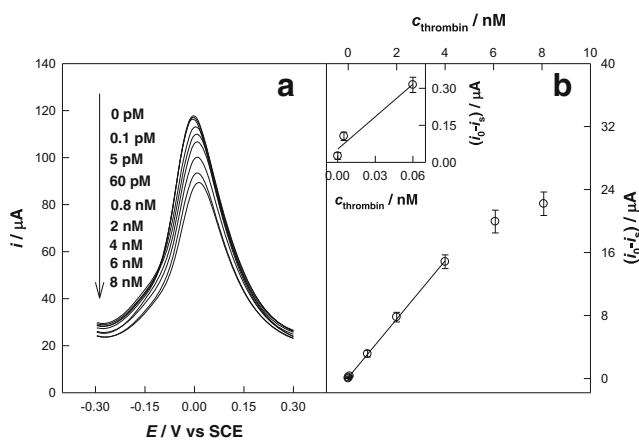 c_thrombin / nM
0 2 4 6 8 10
a
b
140
120
100
80
60
40
20
0
i / µA
0 pM
0.1 pM
5 pM
60 pM
0.8 nM
2 nM
4 nM
6 nM
8 nM
-0.30 -0.15 0.00 0.15 0.30
E / V vs SCE
0.30
0.15
0.00
(i₀-iₛ) / µA
0.00 0.03 0.06
c_thrombin / nM
40
32
24
16
8
0
(i₀-iₛ) / µA